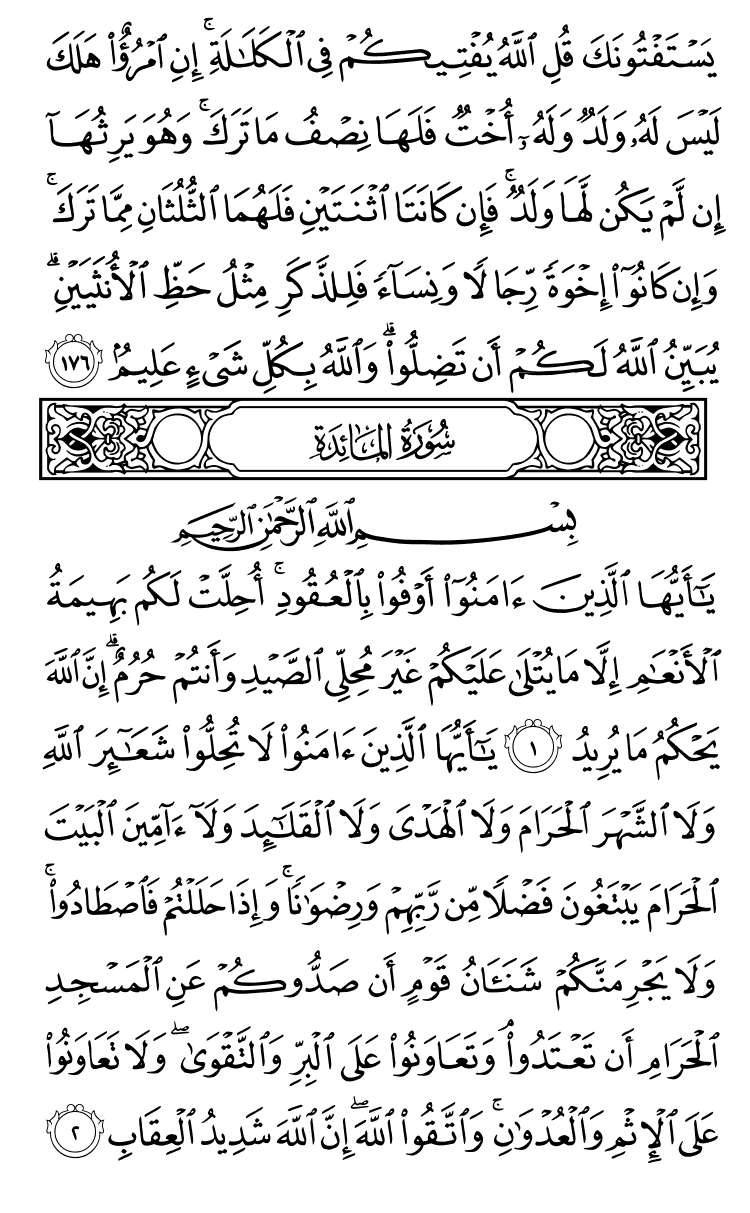 يَسْتَفْتُونَكَ قُلِ ٱللَّهُ يُفْتِيكُمْ فِى ٱلْكَلَٰلَةِ ۚ إِنِ ٱمْرُؤٌا۟ هَلَكَ
لَيْسَ لَهُۥ وَلَدٌ وَلَهُۥٓ أُخْتٌ فَلَهَا نِصْفُ مَا تَرَكَ ۚ وَهُوَ يَرِثُهَآ
إِن لَّمْ يَكُن لَّهَا وَلَدٌ ۚ فَإِن كَانَتَا ٱثْنَتَيْنِ فَلَهُمَا ٱلثُّلُثَانِ مِمَّا تَرَكَ ۚ
وَإِن كَانُوٓا۟ إِخْوَةً رِّجَالًا وَنِسَآءً فَلِلذَّكَرِ مِثْلُ حَظِّ ٱلْأُنثَيَيْنِ ۗ
يُبَيِّنُ ٱللَّهُ لَكُمْ أَن تَضِلُّوا۟ ۗ وَٱللَّهُ بِكُلِّ شَىْءٍ عَلِيمٌۢ ١٧٦
سُورَةُ المَائِدَةِ
بِسْمِ ٱللَّهِ ٱلرَّحْمَٰنِ ٱلرَّحِيمِ
يَٰٓأَيُّهَا ٱلَّذِينَ ءَامَنُوٓا۟ أَوْفُوا۟ بِٱلْعُقُودِ ۚ أُحِلَّتْ لَكُم بَهِيمَةُ
ٱلْأَنْعَٰمِ إِلَّا مَا يُتْلَىٰ عَلَيْكُمْ غَيْرَ مُحِلِّى ٱلصَّيْدِ وَأَنتُمْ حُرُمٌ ۗ إِنَّ ٱللَّهَ
يَحْكُمُ مَا يُرِيدُ ١ يَٰٓأَيُّهَا ٱلَّذِينَ ءَامَنُوا۟ لَا تُحِلُّوا۟ شَعَٰٓئِرَ ٱللَّهِ
وَلَا ٱلشَّهْرَ ٱلْحَرَامَ وَلَا ٱلْهَدْىَ وَلَا ٱلْقَلَٰٓئِدَ وَلَآ ءَآمِّينَ ٱلْبَيْتَ
ٱلْحَرَامَ يَبْتَغُونَ فَضْلًا مِّن رَّبِّهِمْ وَرِضْوَٰنًا ۚ وَإِذَا حَلَلْتُمْ فَٱصْطَادُوا۟ ۚ
وَلَا يَجْرِمَنَّكُمْ شَنَـَٔانُ قَوْمٍ أَن صَدُّوكُمْ عَنِ ٱلْمَسْجِدِ
ٱلْحَرَامِ أَن تَعْتَدُوا۟ ۘ وَتَعَاوَنُوا۟ عَلَى ٱلْبِرِّ وَٱلتَّقْوَىٰ ۖ وَلَا تَعَاوَنُوا۟
عَلَى ٱلْإِثْمِ وَٱلْعُدْوَٰنِ ۚ وَٱتَّقُوا۟ ٱللَّهَ ۖ إِنَّ ٱللَّهَ شَدِيدُ ٱلْعِقَابِ ٢